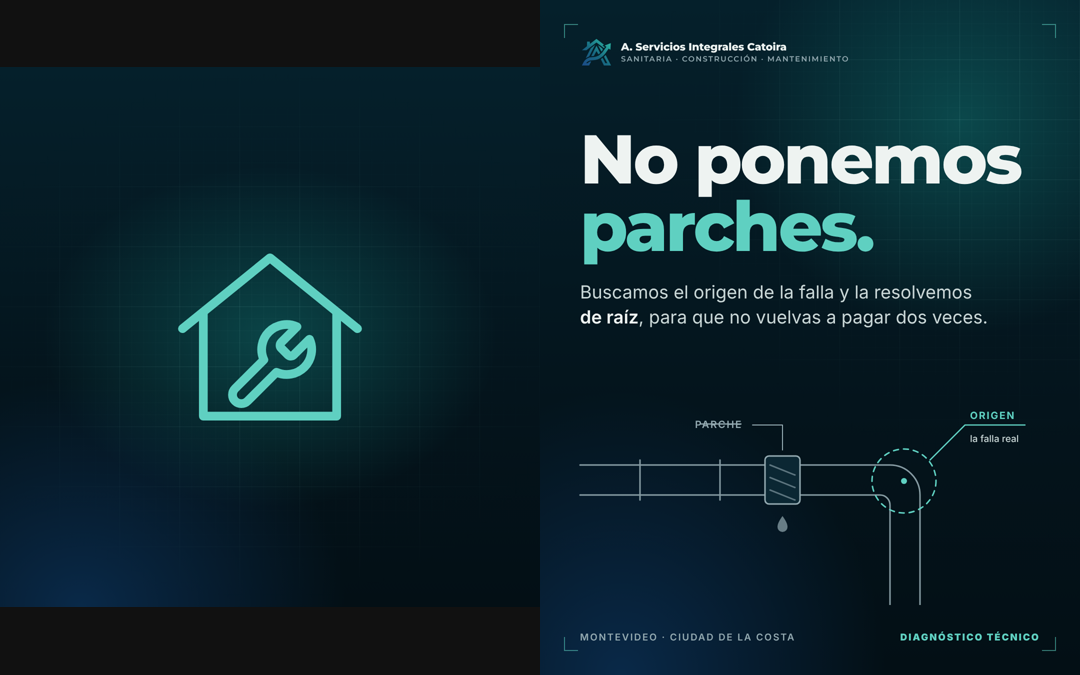 A. Servicios Integrales Catoira
SANITARIA · CONSTRUCCIÓN · MANTENIMIENTO
No ponemos
parches.
Buscamos el origen de la falla y la resolvemos
de raíz, para que no vuelvas a pagar dos veces.
PARCHE
ORIGEN
la falla real
MONTEVIDEO · CIUDAD DE LA COSTA
DIAGNÓSTICO TÉCNICO